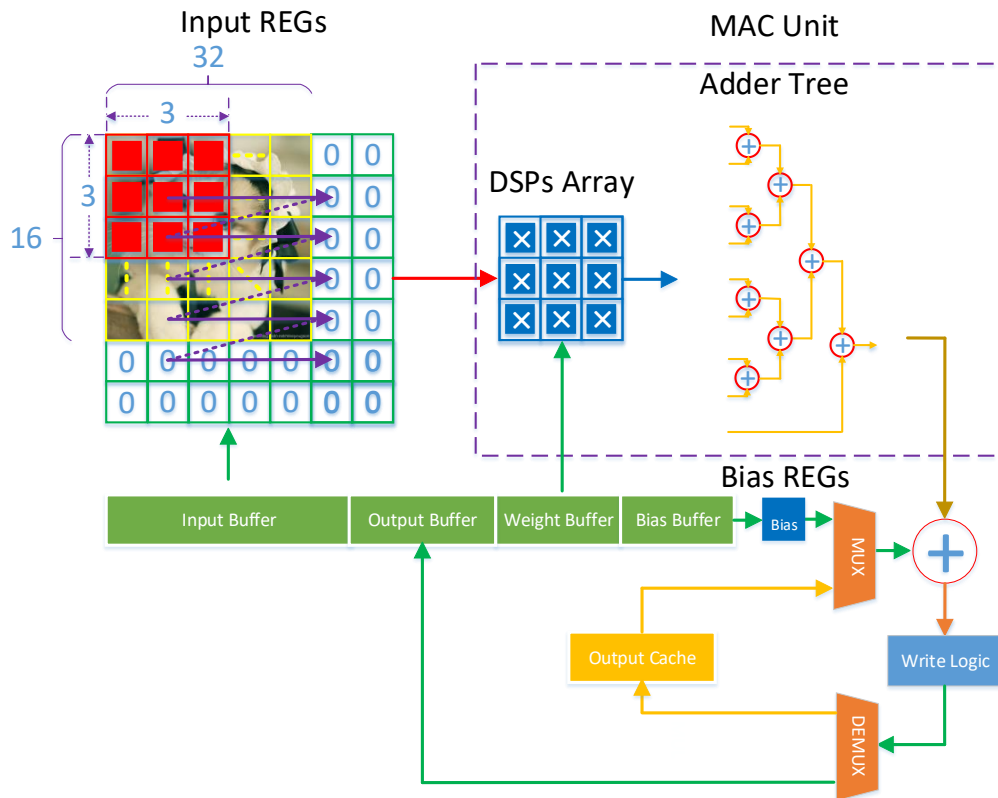 Input REGs
MAC Unit
32
Adder Tree
3
3
16
DSPs Array
0 0
0 0
0 0
0 0
0 0
0 0 0 0 0 0 0
0 0 0 0 0 0 0
Bias REGs
Input Buffer
Output Buffer
Weight Buffer
Bias Buffer
Bias
MUX
Output Cache
Write Logic
DEMUX